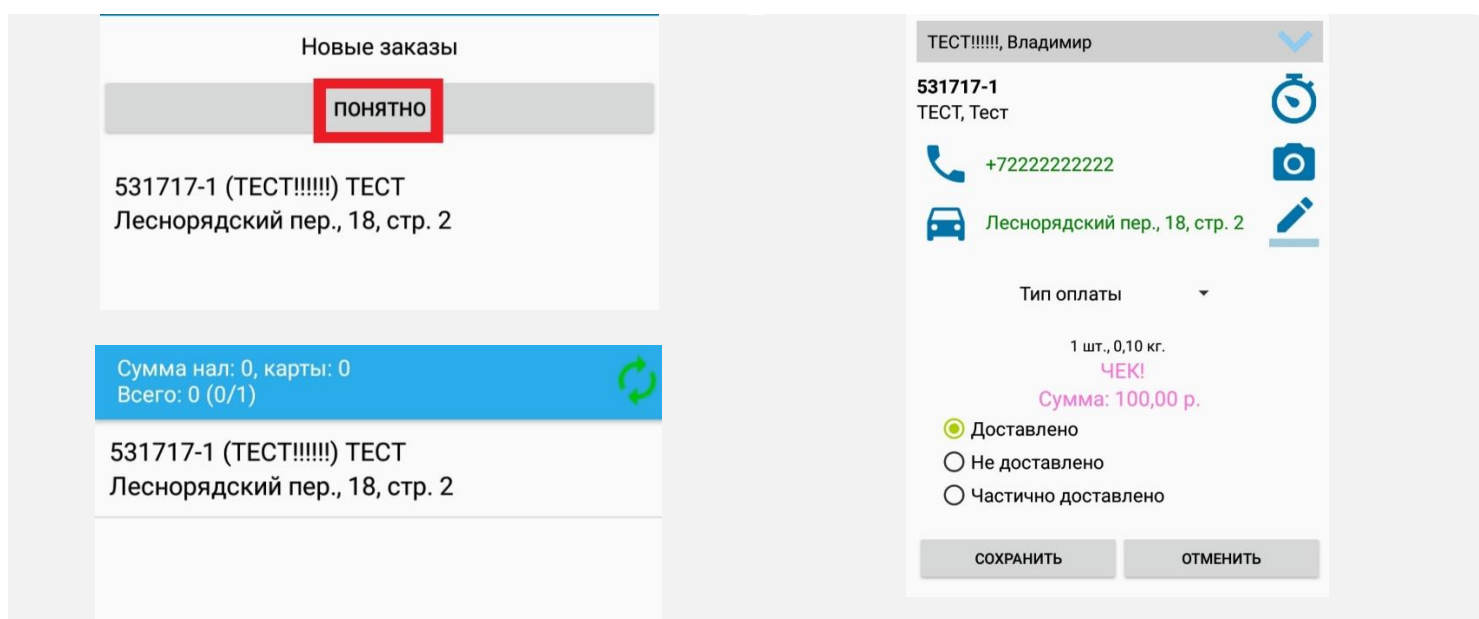 Новые заказы
ПОНЯТНО
531717-1 (ТЕСТ!!!!!!) ТЕСТ
Леснорядский пер., 18, стр. 2
Сумма нал: 0, карты: 0
Всего: 0 (0/1)
531717-1 (ТЕСТ!!!!!!) ТЕСТ
Леснорядский пер., 18, стр. 2
ТЕСТ!!!!!!, Владимир
531717-1
ТЕСТ, Тест
+72222222222
Леснорядский пер., 18, стр. 2
Тип оплаты
1 шт., 0,10 кг.
ЧЕК!
Сумма: 100,00 р.
Доставлено
Не доставлено
Частично доставлено
СОХРАНИТЬ ОТМЕНИТЬ